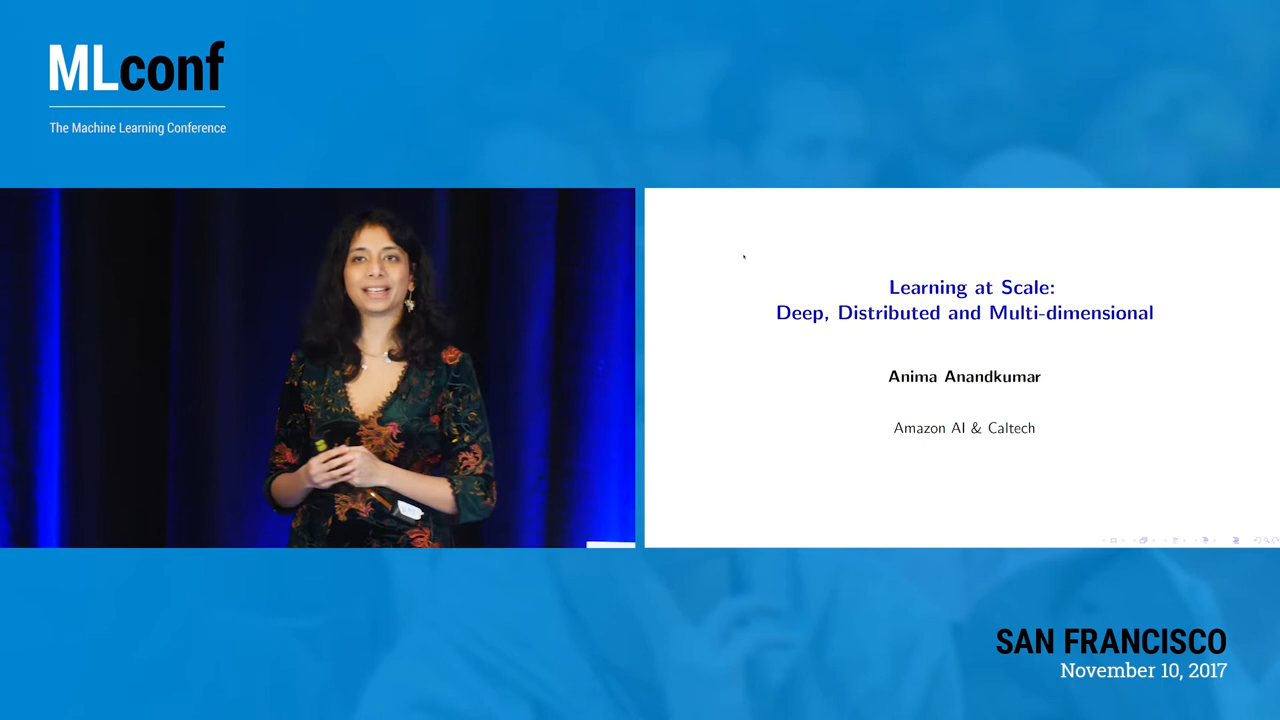 MLconf
The Machine Learning Conference
Learning at Scale:
Deep, Distributed and Multi-dimensional
Anima Anandkumar
Amazon AI & Caltech
SAN FRANCISCO
November 10, 2017